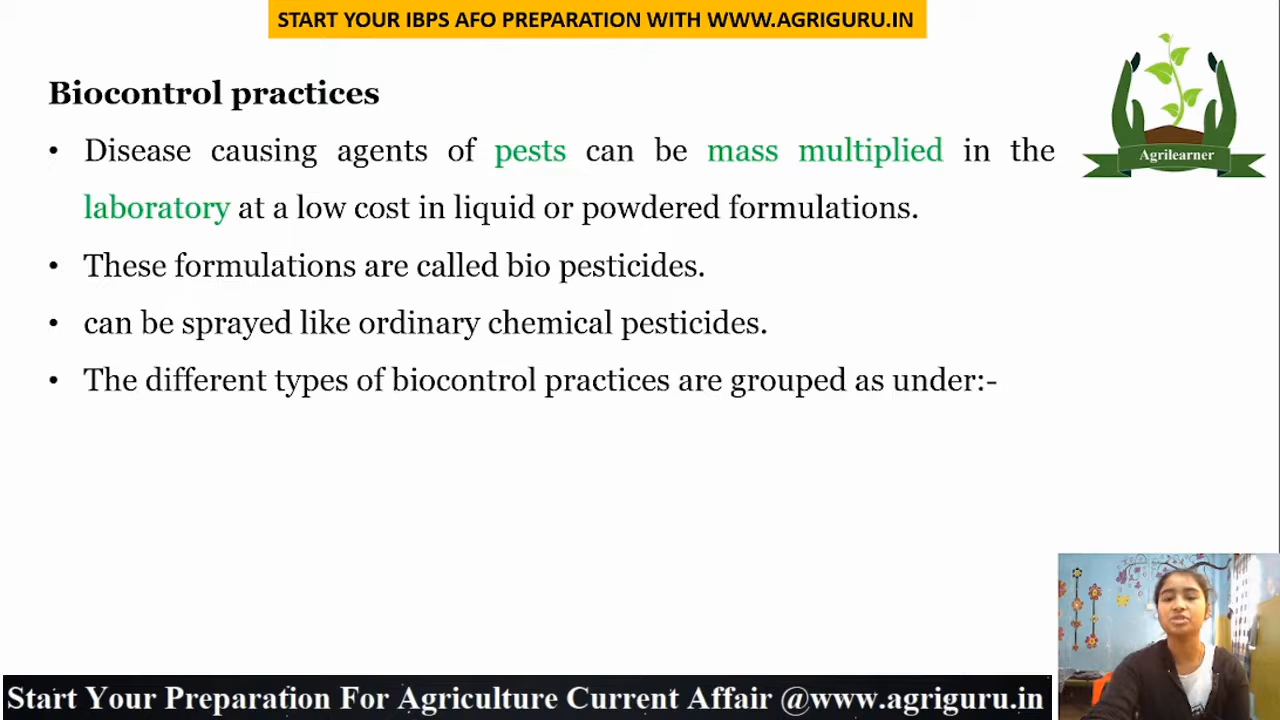 START YOUR IBPS AFO PREPARATION WITH WWW.AGRIGURU.IN
Biocontrol practices
• Disease causing agents of pests can be mass multiplied in the
laboratory at a low cost in liquid or powdered formulations.
• These formulations are called bio pesticides.
• can be sprayed like ordinary chemical pesticides.
• The different types of biocontrol practices are grouped as under:-
Agrilearner
Start Your Preparation For Agriculture Current Affair @www.agriguru.in